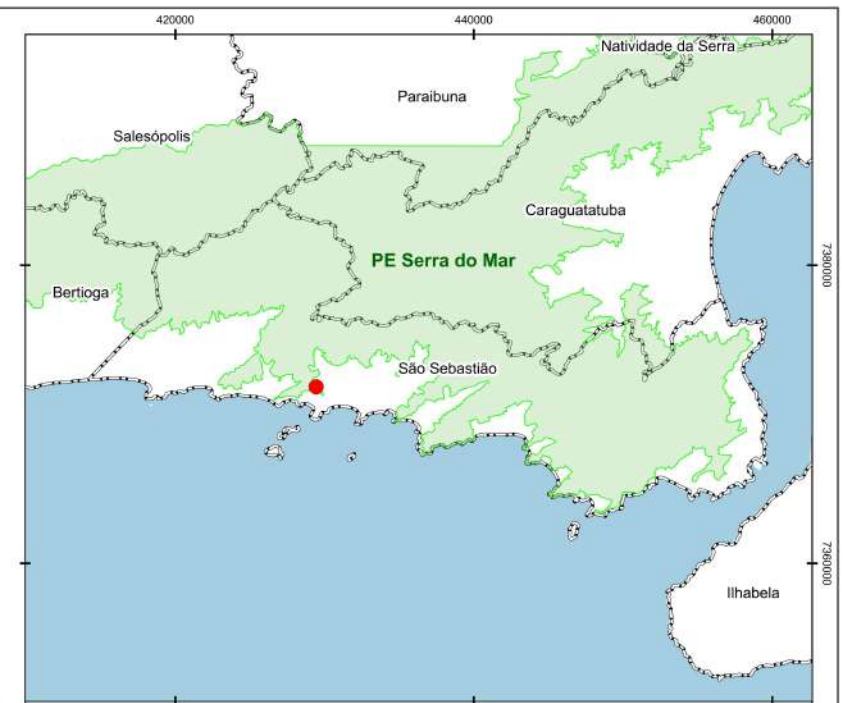 420000
440000
460000
Natividade da Serra
Paraibuna
Salesópolis
Caraguatatuba
PE Serra do Mar
7380000
Bertioga
São Sebastião
7360000
Ilhabela